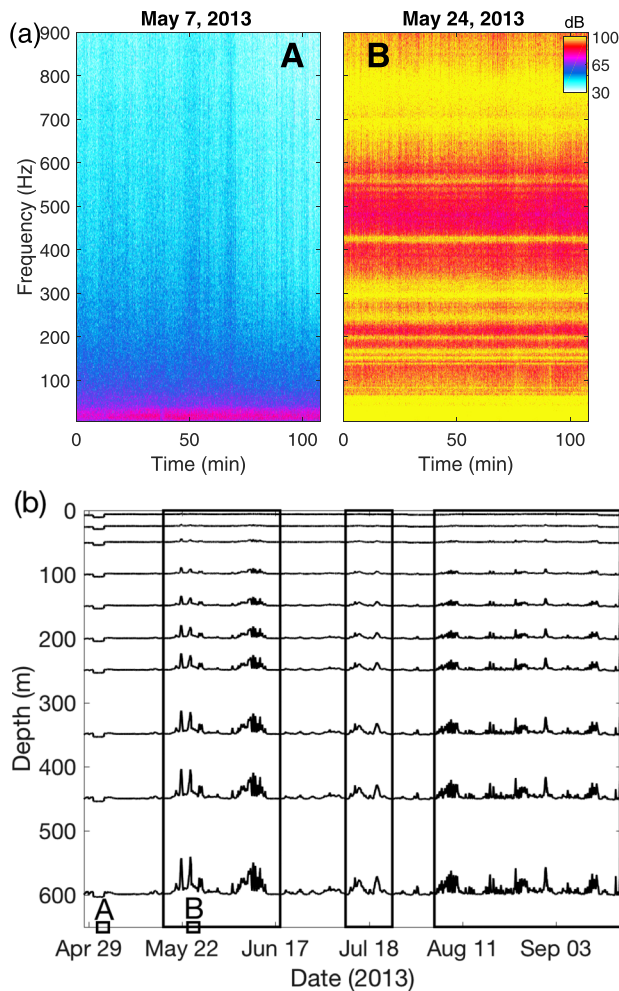 (a)
May 7, 2013
May 24, 2013
dB
A
B
100
65
30
900
800
700
600
500
400
300
200
100
Frequency (Hz)
0
50
100
0
50
100
Time (min)
Time (min)
(b)
0
100
200
300
400
500
600
Depth (m)
A
B
Apr 29
May 22
Jun 17
Jul 18
Aug 11
Sep 03
Date (2013)